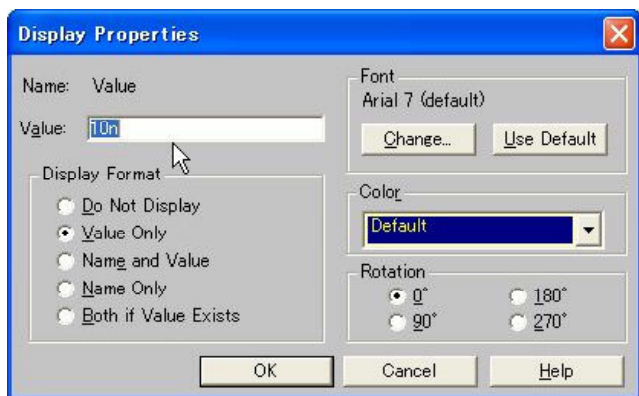 Display Properties
Name: Value
Value: 10n
Display Format
Do Not Display
Value Only
Name and Value
Name Only
Both if Value Exists
Font
Arial 7 (default)
Change... Use Default
Color
Default
Rotation
0° 180°
90° 270°
OK Cancel Help